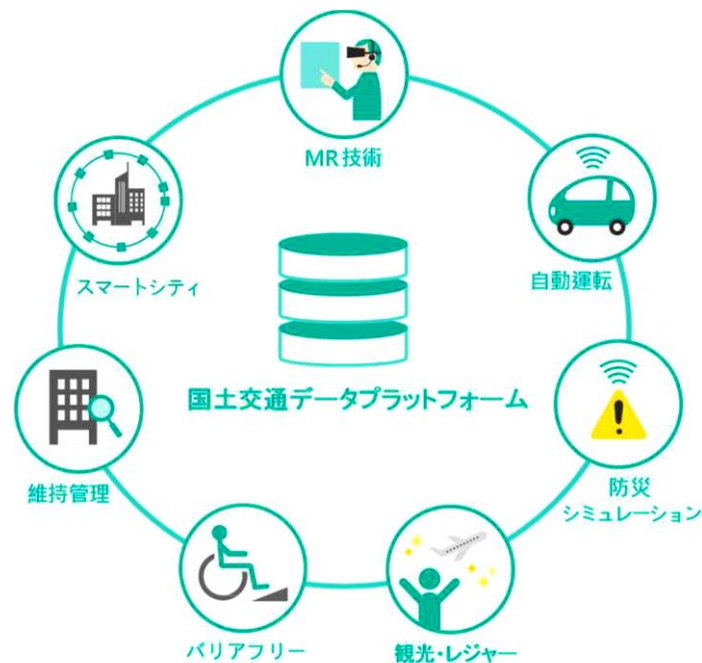 MR技術
自動運転
スマートシティ
国土交通データプラットフォーム
維持管理
防災
シミュレーション
バリアフリー
観光・レジャー